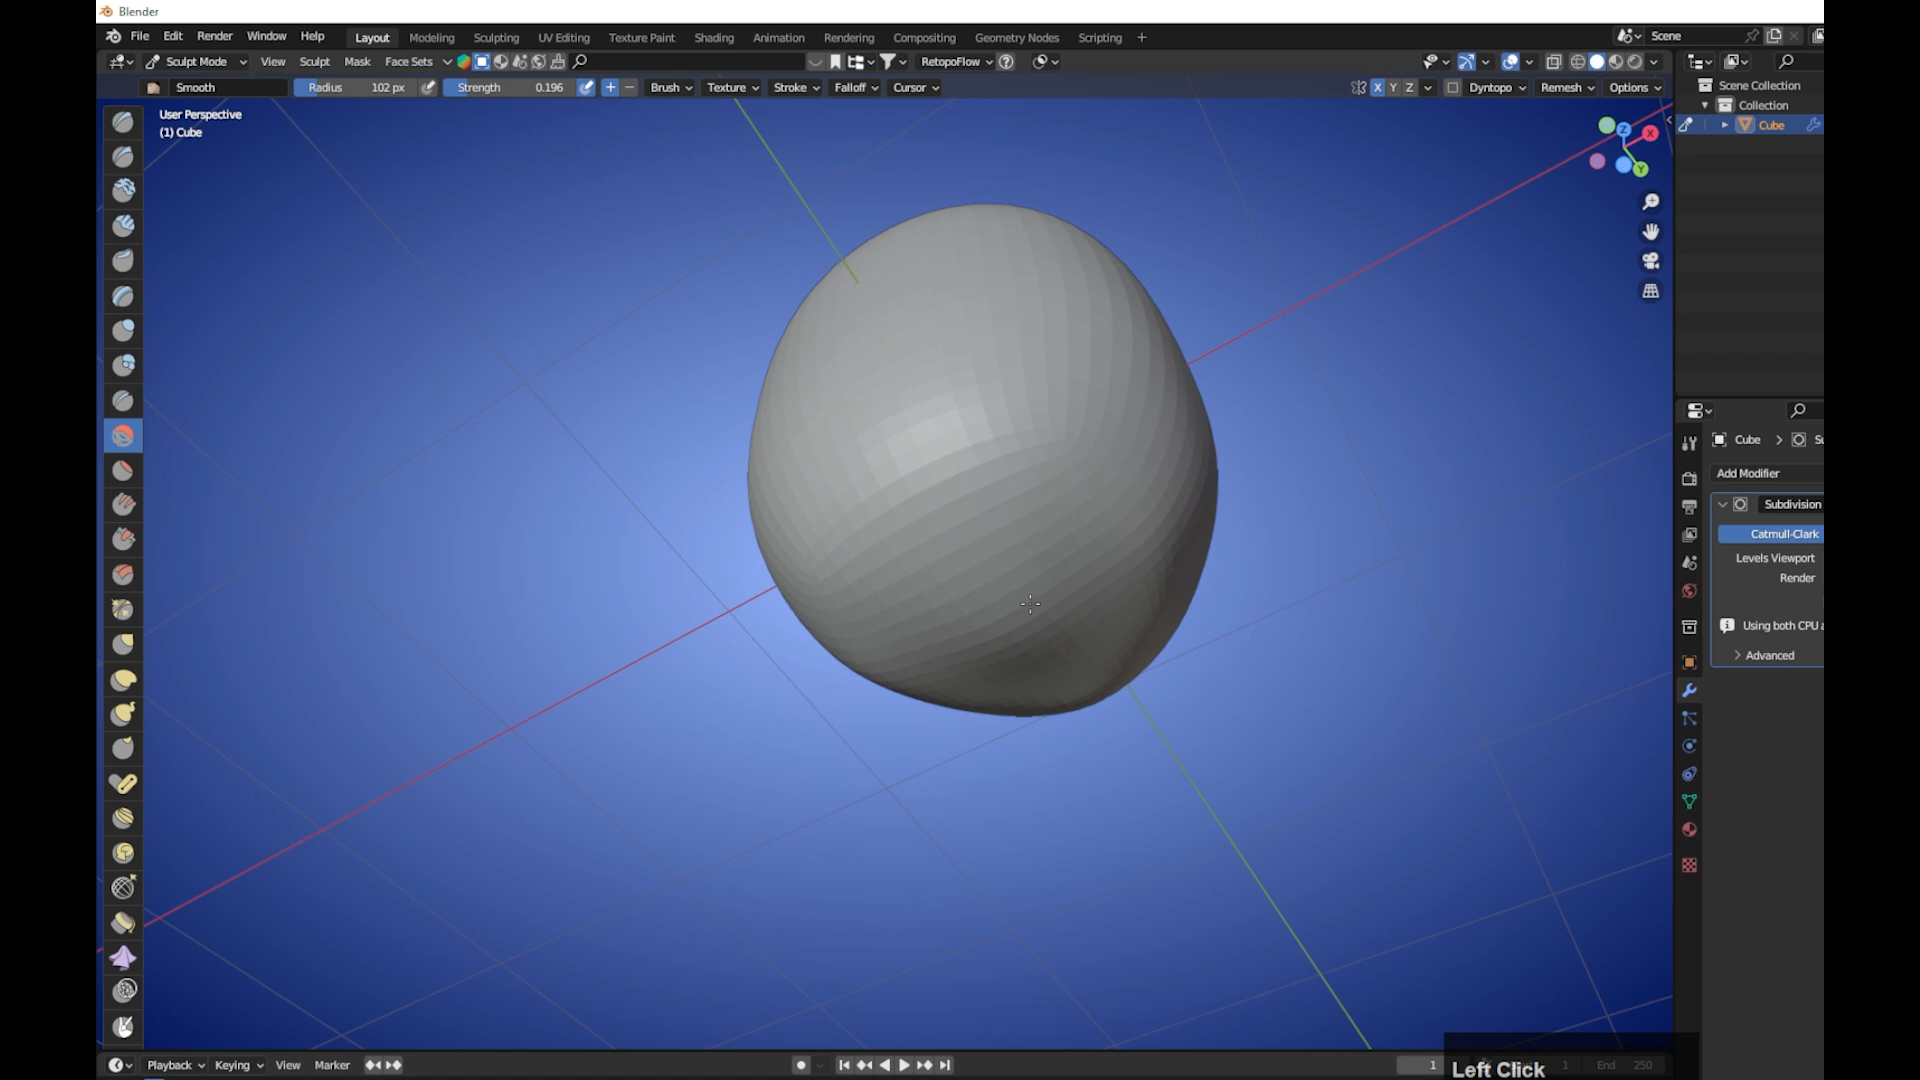 Blender
File Edit Render Window Help Layout Modeling Sculpting UV Editing Texture Paint Shading Animation Rendering Compositing Geometry Nodes Scripting + Scene
Sculpt Mode View Sculpt Mask Face Sets RetopoFlow
Smooth Radius 102 px Strength 0.196 Brush Texture Stroke Falloff Cursor X Y Z Dyntopo Remesh Options
Scene Collection
Collection
Cube
User Perspective
(1) Cube
Z
X
Y
Cube > Su
Add Modifier
Subdivision
Catmull-Clark
Levels Viewport
Render
Using both CPU a
Advanced
Playback Keying View Marker 1 1 End 250
Left Click